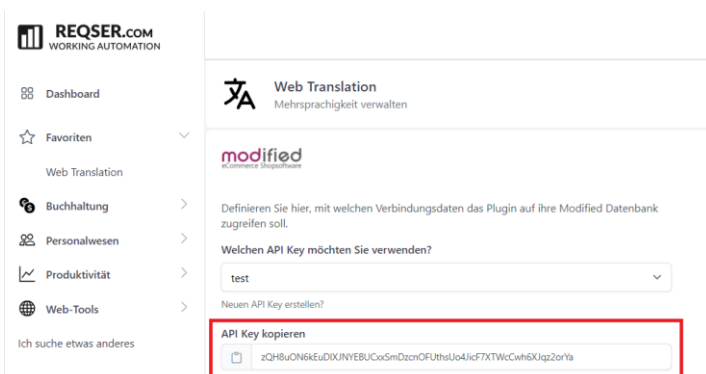 REQSER.COM
WORKING AUTOMATION
Dashboard
Favoriten
Web Translation
Buchhaltung
Personalwesen
Produktivität
Web-Tools
Ich suche etwas anderes
Web Translation
Mehrsprachigkeit verwalten
modified
eCommerce Shopsoftware
Definieren Sie hier, mit welchen Verbindungsdaten das Plugin auf ihre Modified Datenbank
zugreifen soll.
Welchen API Key möchten Sie verwenden?
test
Neuen API Key erstellen?
API Key kopieren